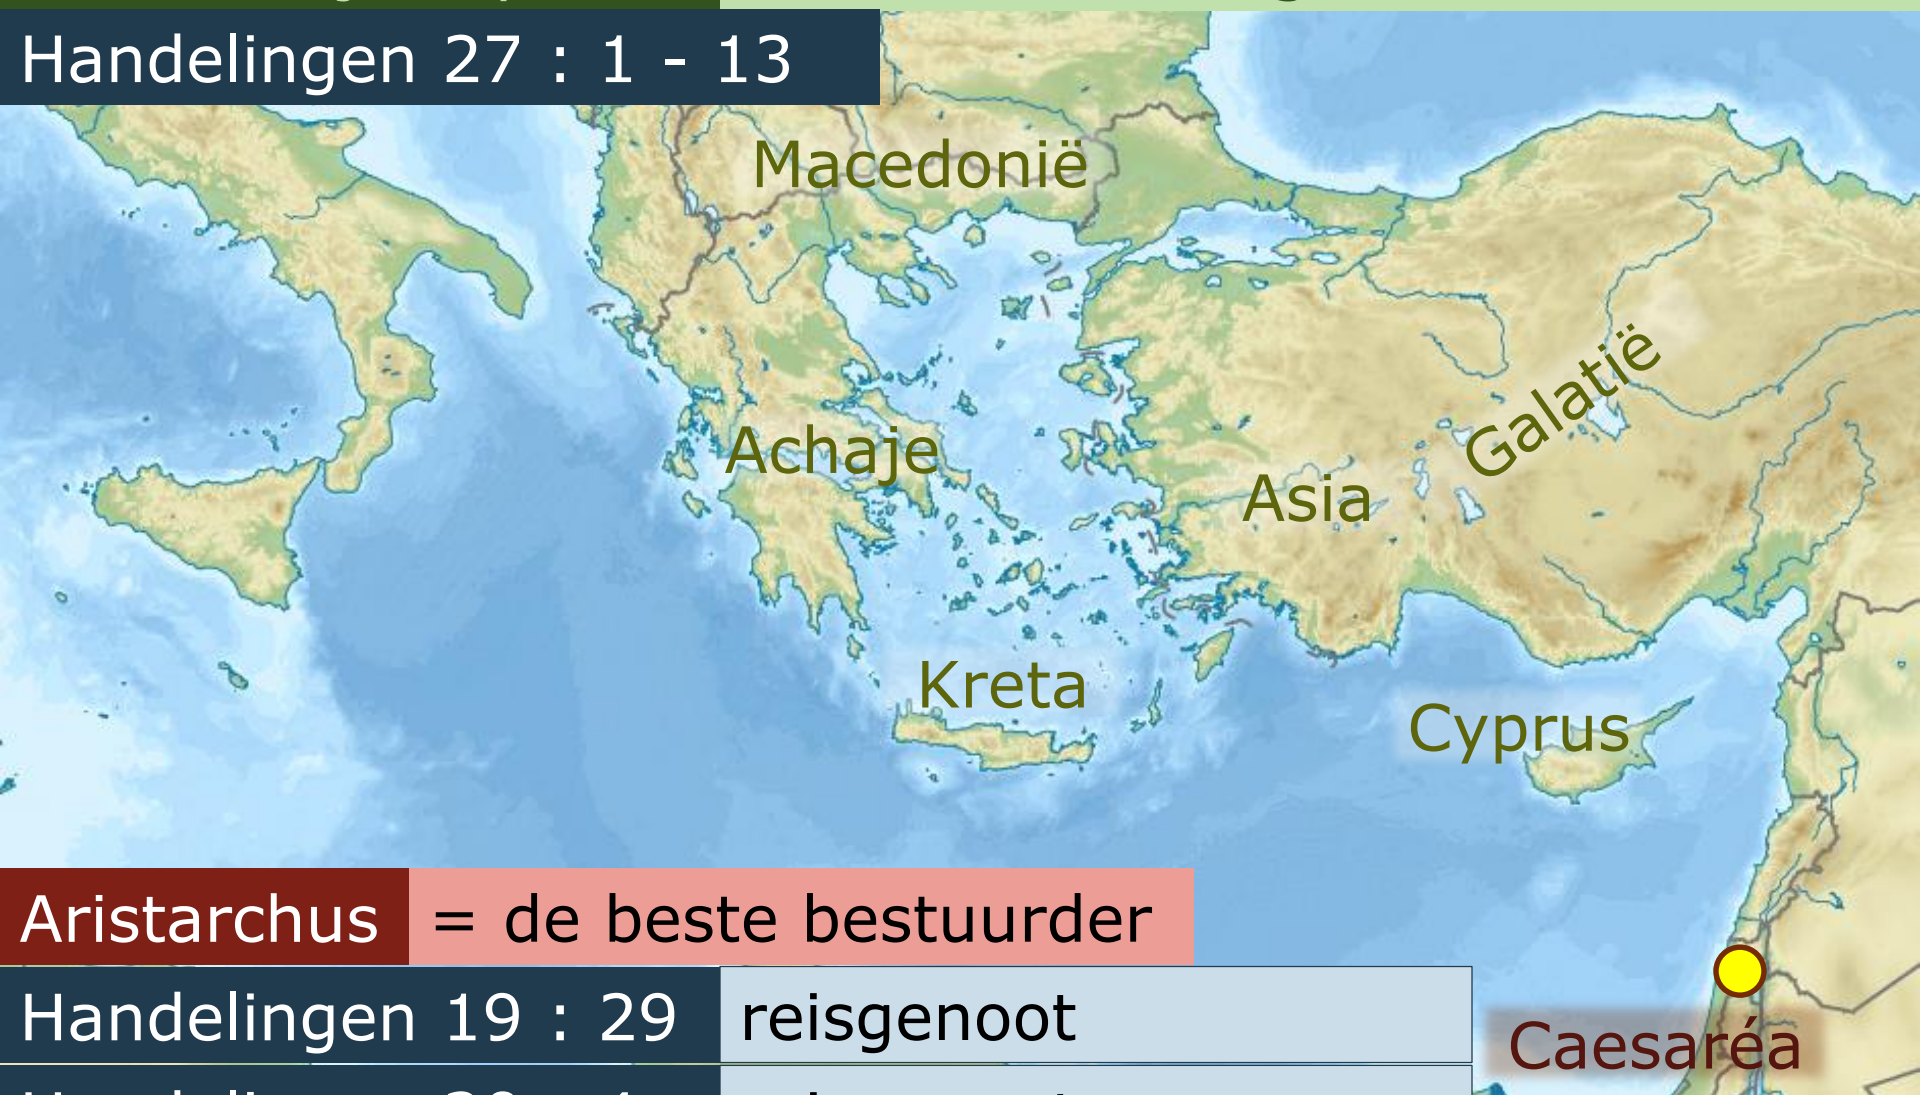 Handelingen 27 : 1 - 13
Macedonië
Galatië
Achaje
Asia
Kreta
Cyprus
Aristarchus = de beste bestuurder
Handelingen 19 : 29 reisgenoot
Caesaréa